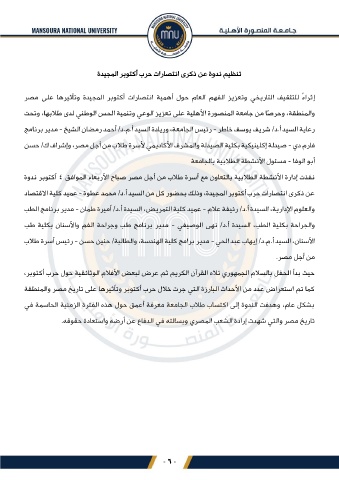 MANSOURA NATIONAL UNIVERSITY
جـامـعـة الـمنـصـورة الأهـلـيـة
تنظيم ندوة عن ذكرى انتصارات حرب أكتوبر المجيدة
إثراءً للتثقيف التاريخي وتعزيز الفهم العام حول أهمية انتصارات أكتوبر المجيدة وتأثيرها على مصر
والمنطقة، وحرصًا من جامعة المنصورة الأهلية على تعزيز الوعي وتنمية الحس الوطني لدى طلابها، وتحت
رعاية السيد أ.د/ شريف يوسف خاطر - رئيس الجامعة، وريادة السيد أ.م.د/ أحمد رمضان الشيخ - مدير برنامج
فارم دي - صيدلة إكلينيكية بكلية الصيدلة والمشرف الأكاديمي لأسرة طلاب من أجل مصر، وإشراف ك/ حسن
أبو الوفا - مسئول الأنشطة الطلابية بالجامعة
نفذت إدارة الأنشطة الطلابية بالتعاون مع أسرة طلاب من أجل مصر صباح الأربعاء الموافق ٤ أكتوبر ندوة
عن ذكرى انتصارات حرب أكتوبر المجيدة، وذلك بحضور كل من السيد أ.د/ محمد عطوة - عميد كلية الاقتصاد
والعلوم الإدارية، السيدة أ.د/ رئيفة علام - عميد كلية التمريض، السيدة أ.د/ أميرة طمان - مدير برنامج الطب
والجراحة بكلية الطب، السيدة أ.د/ نهى الوصيفي - مدير برنامج طب وجراحة الفم والأسنان بكلية طب
الأسنان، السيد أ.م.د/ إيهاب عبد الحي - مدير برامج كلية الهندسة، والطالبة/ حنين حسن - رئيس أسرة طلاب
من أجل مصر.
حيث بدأ الحفل بالسلام الجمهوري تلاه القرآن الكريم ثم عرض لبعض الأفلام الوثائقية حول حرب أكتوبر،
كما تم استعراض عدد من الأحداث البارزة التي جرت خلال حرب أكتوبر وتأثيرها على تاريخ مصر والمنطقة
بشكل عام، وهدفت الندوة إلى اكتساب طلاب الجامعة معرفة أعمق حول هذه الفترة الزمنية الحاسمة في
تاريخ مصر والتي شهدت إرادة الشعب المصري وبسالته في الدفاع عن أرضه واستعادة حقوقه.
- ٦ -